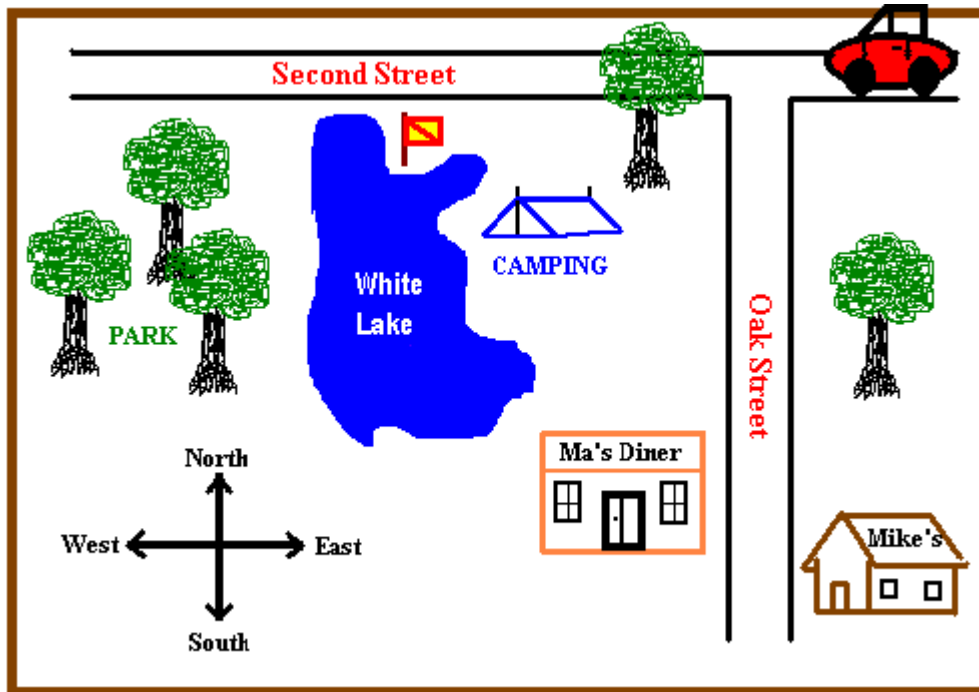 Second Street
CAMPING
White
Lake
PARK
Oak Street
Ma's Diner
North
West
East
South
Mike's